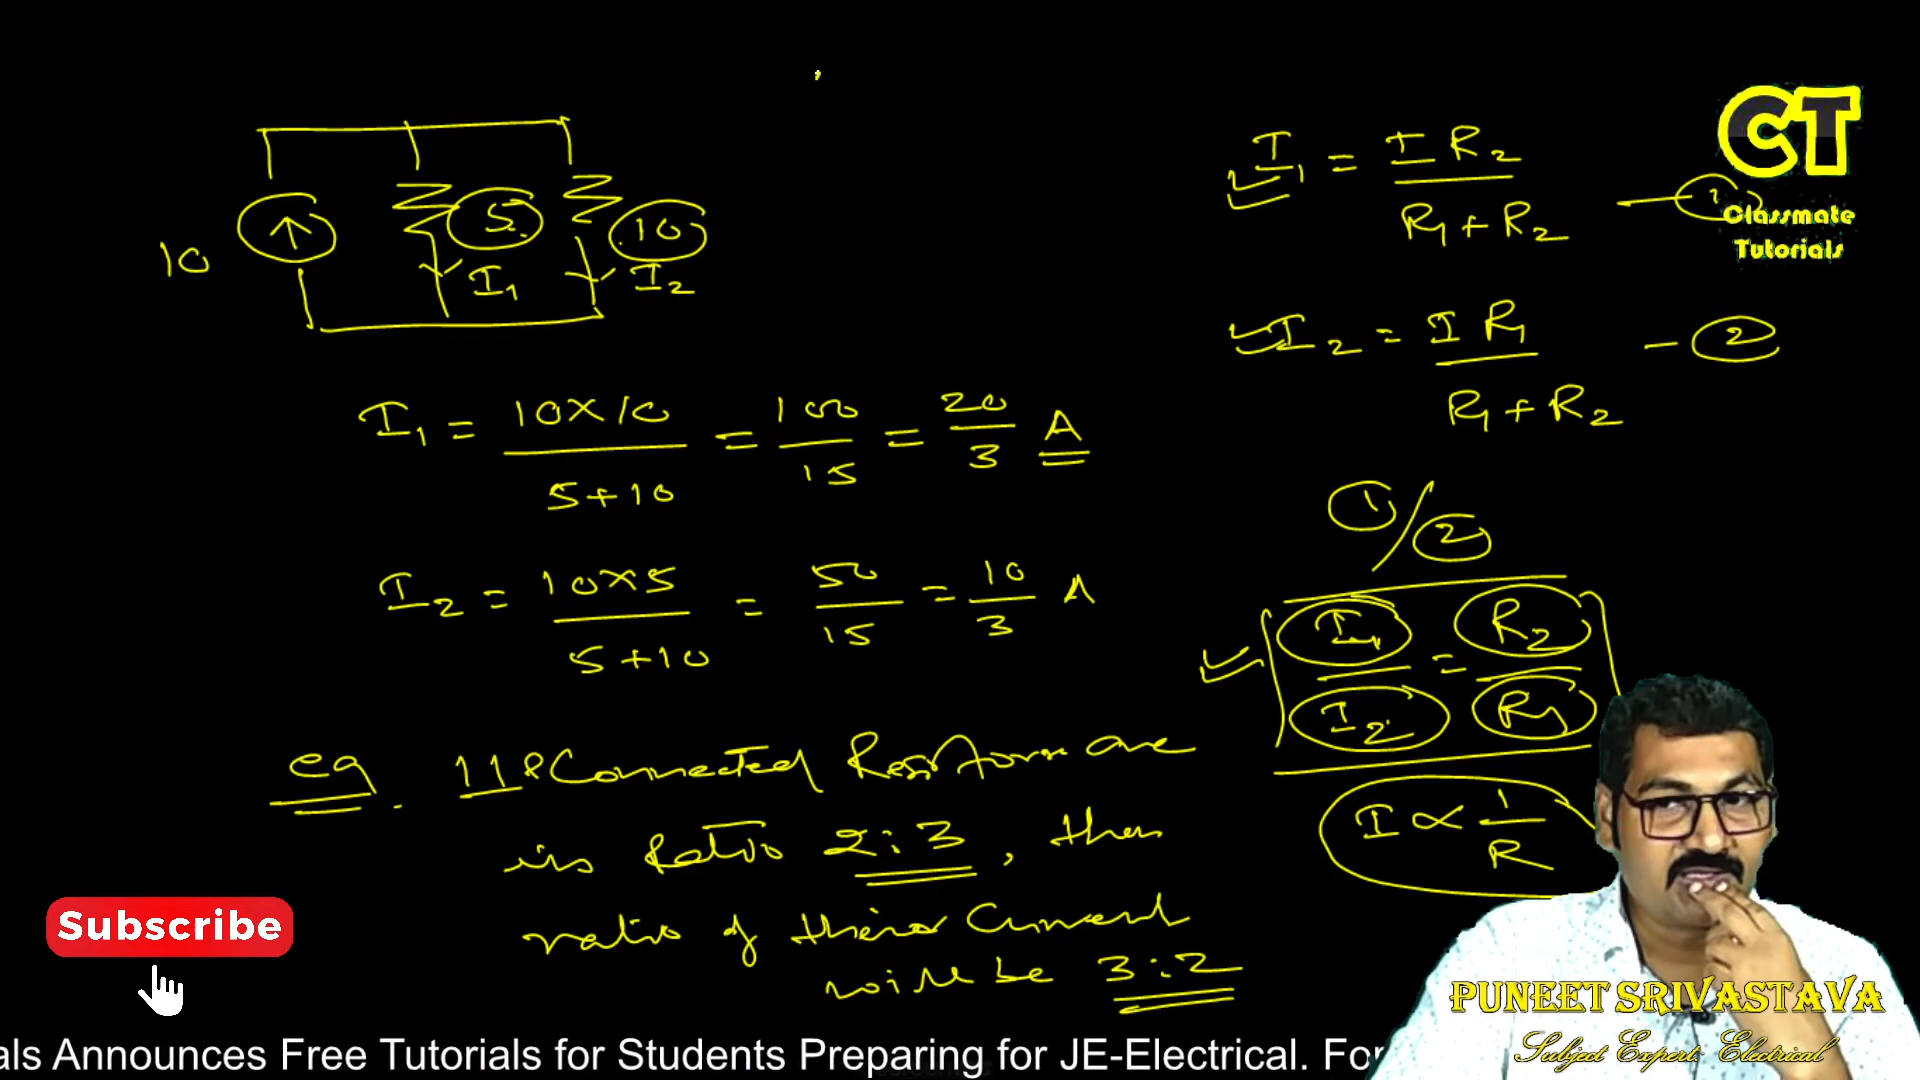 10
5
10
I1
I2
I1 = 10×10 / 5+10 = 100 / 15 = 20 / 3 A
I2 = 10×5 / 5+10 = 50 / 15 = 10 / 3 A
eg. 11l Connected Resistors are
in Ratio 2:3, then
ratio of their Current
will be 3:2
I1 = I R2 / R1+R2 — 1
I2 = I R1 / R1+R2 — 2
1 / 2
I1 / I2 = R2 / R1
I ∝ 1 / R
CT
Classmate
Tutorials
Subscribe
PUNEET SRIVASTAVA
Subject Expert: Electrical
als Announces Free Tutorials for Students Preparing for JE-Electrical. For